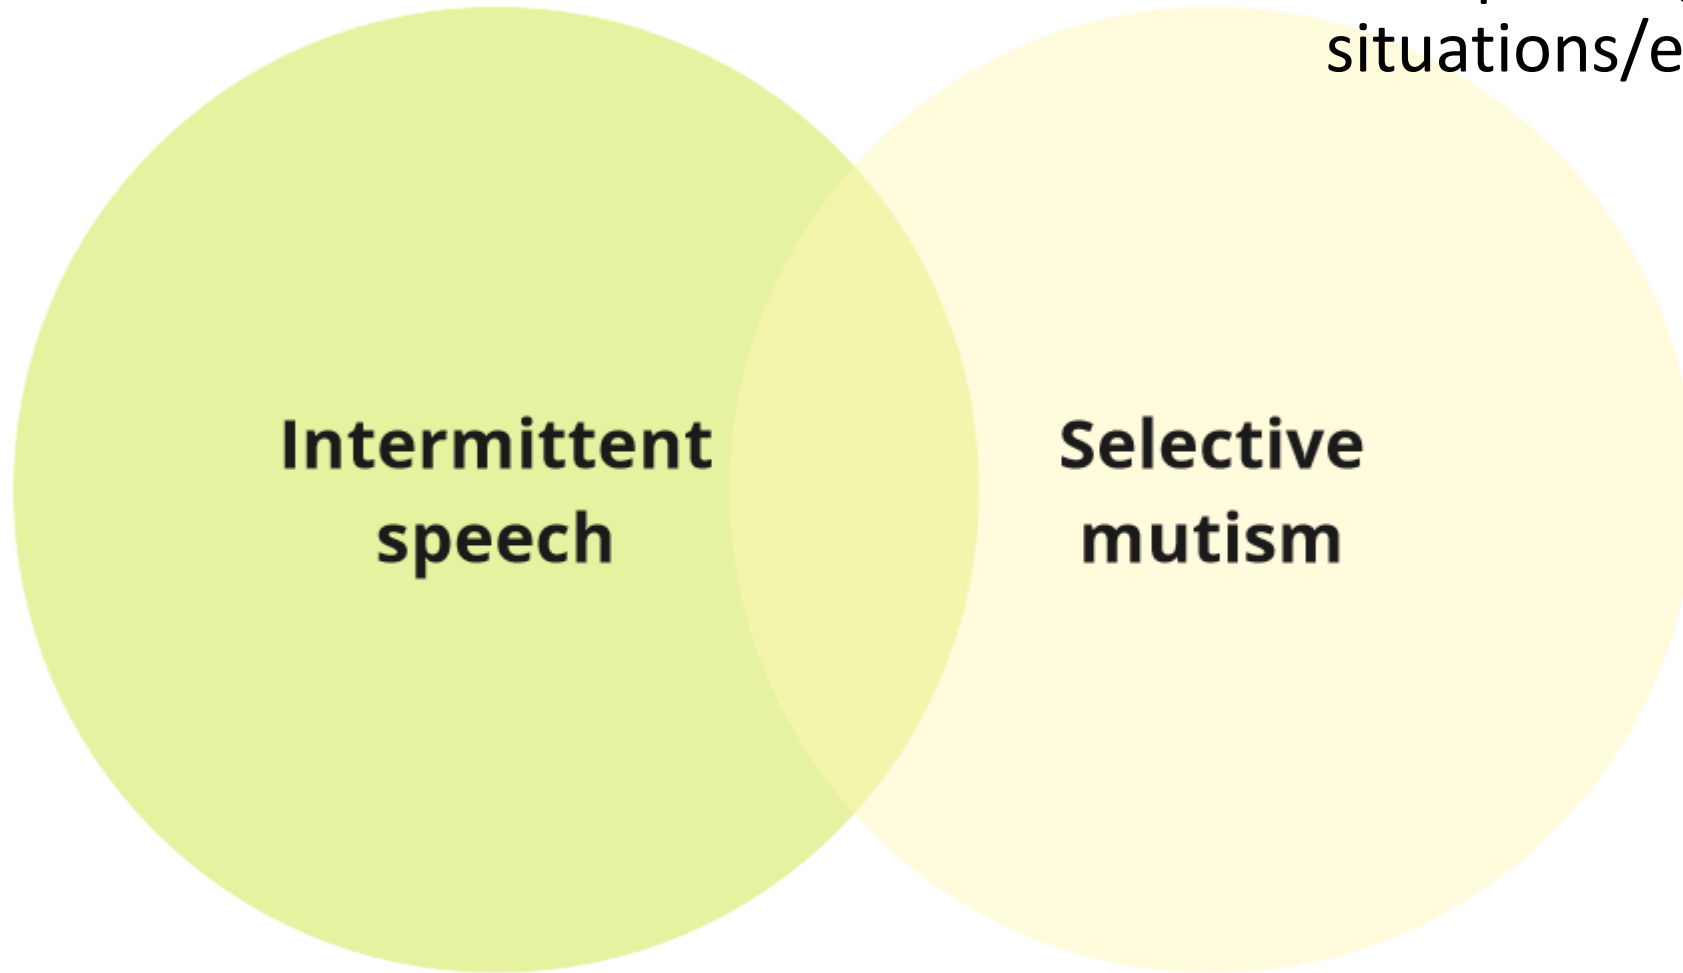 situations/e
Intermittent
speech
Selective
mutism